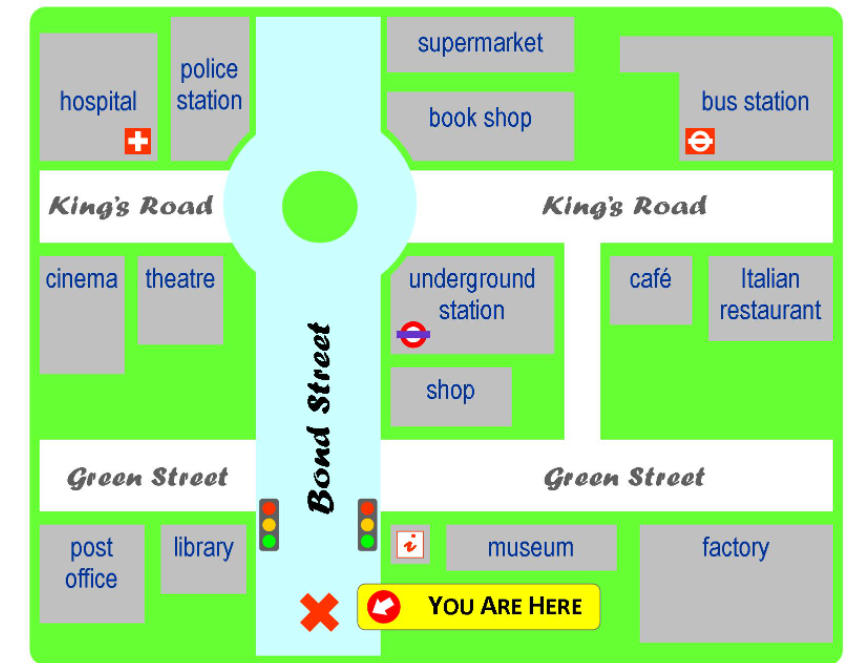 supermarket
police
station
hospital
book shop
bus station
King's Road
King's Road
cinema
theatre
underground
station
café
Italian
restaurant
shop
Bond Street
Green Street
Green Street
post
office
library
i
museum
factory
YOU ARE HERE